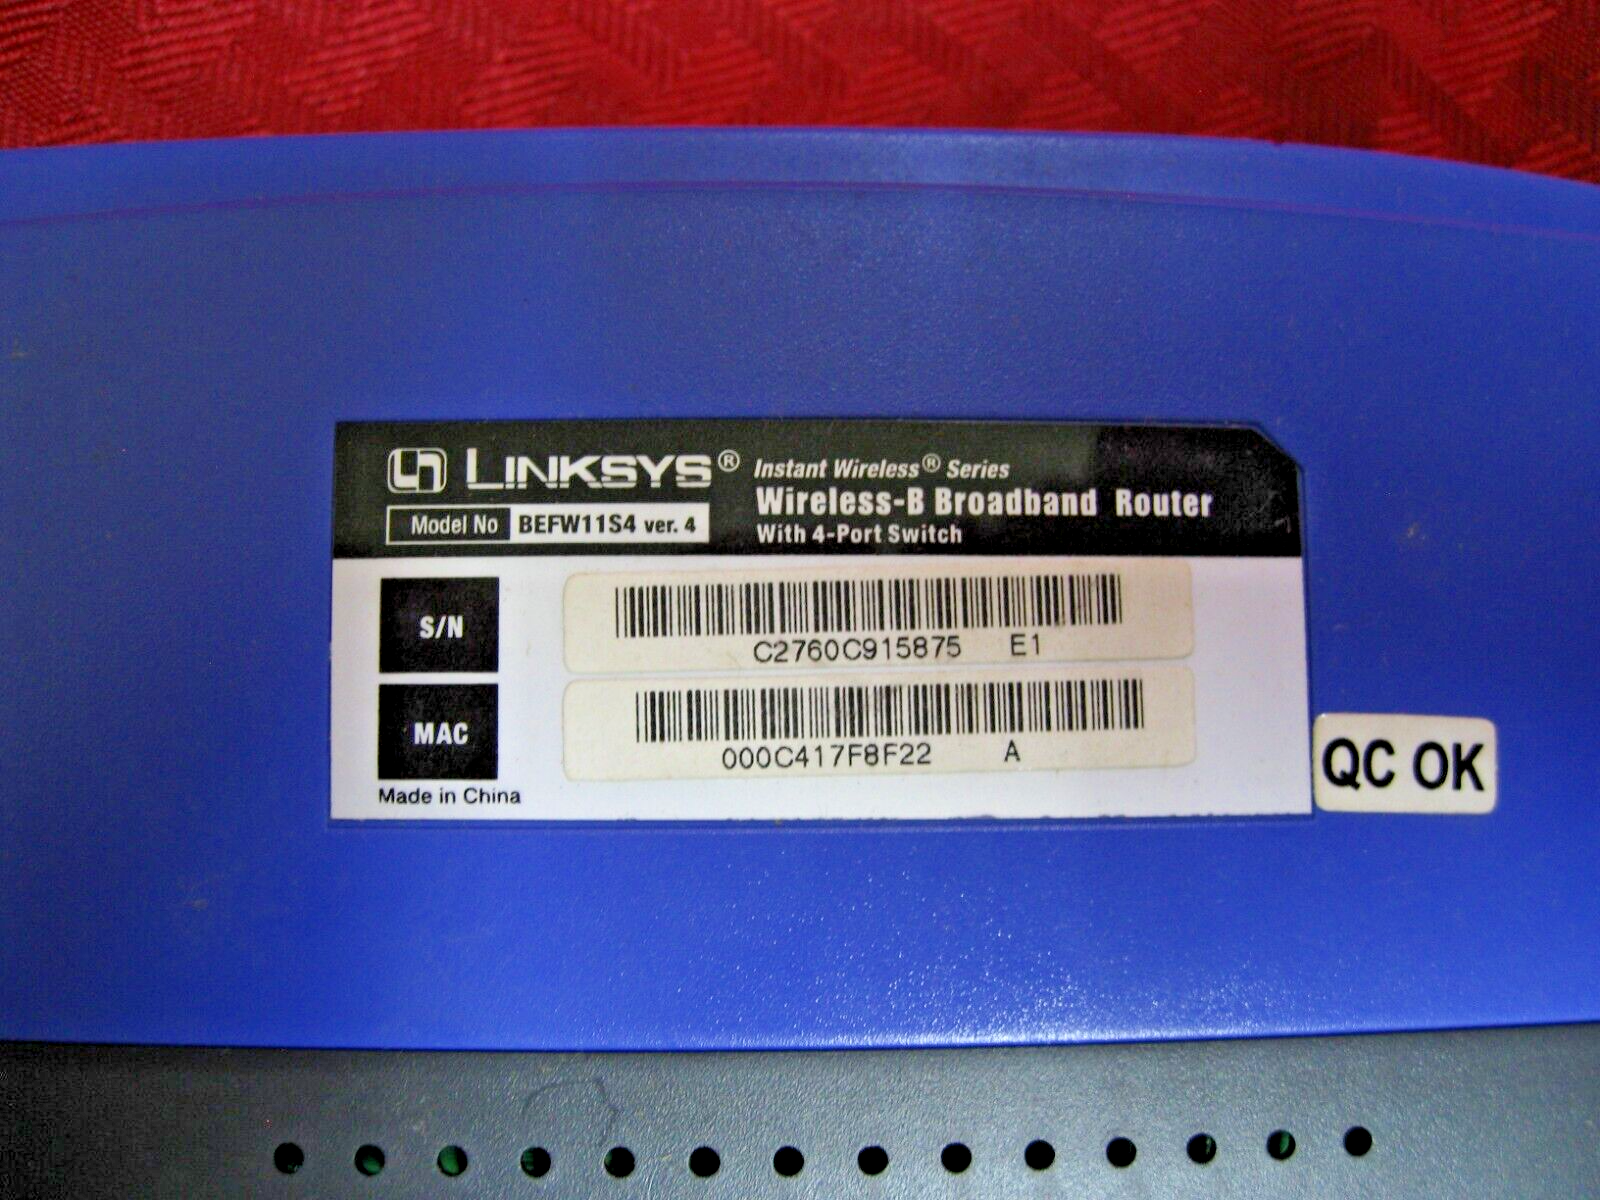 LINKSYS® Instant Wireless® Series
Wireless-B Broadband Router
Model No BEFW11S4 ver. 4
With 4-Port Switch
S/N
C2760C915875 E1
MAC
000C417F8F22 A
Made in China
QC OK